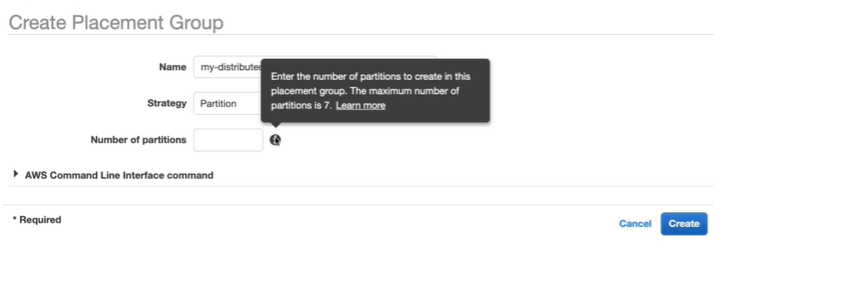 Create Placement Group
Name my-distributed
Enter the number of partitions to create in this
placement group. The maximum number of
partitions is 7. Learn more
Strategy Partition
Number of partitions
AWS Command Line Interface command
* Required
Cancel Create